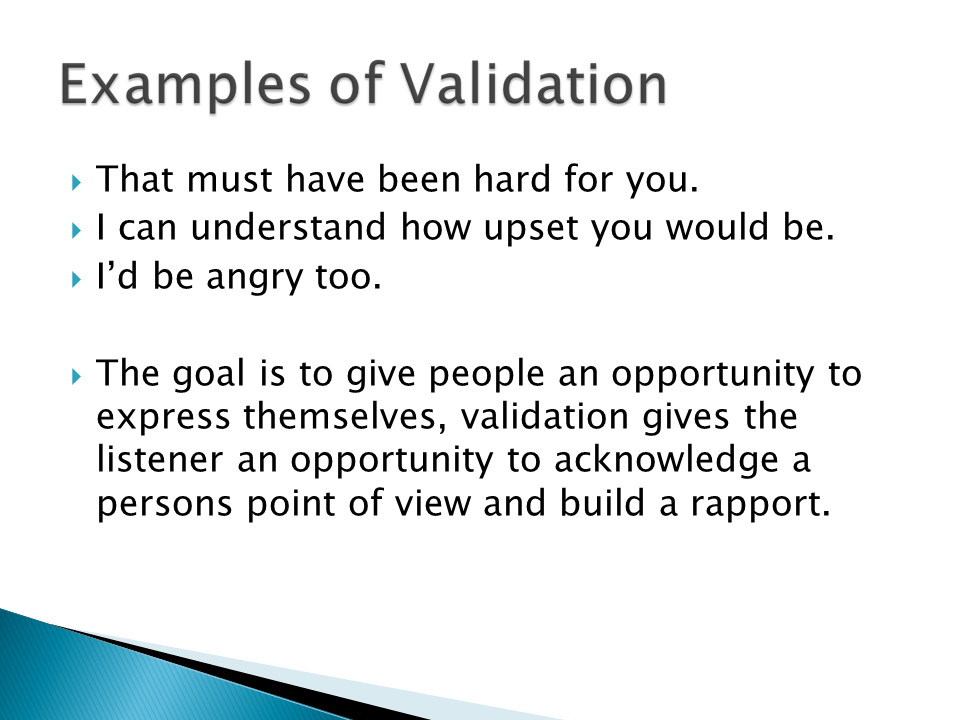 Examples of Validation
That must have been hard for you.
I can understand how upset you would be.
I’d be angry too.
The goal is to give people an opportunity to
express themselves, validation gives the
listener an opportunity to acknowledge a
persons point of view and build a rapport.